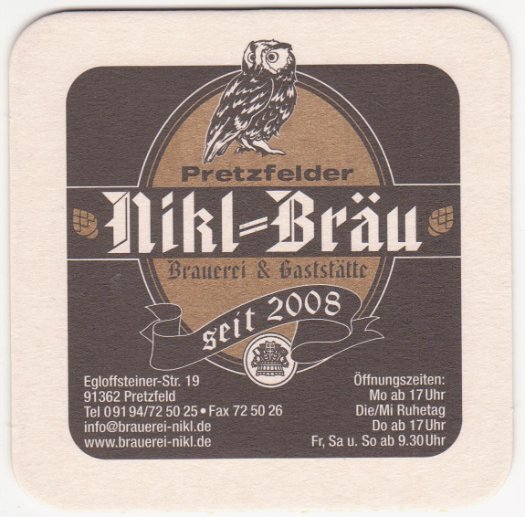 Pretzfelder
Nikl=Bräu
Brauerei & Gaststätte
seit 2008
Egloffsteiner-Str. 19
91362 Pretzfeld
Tel 091 94/72 50 25 • Fax 72 50 26
info@brauerei-nikl.de
www.brauerei-nikl.de
Öffnungszeiten:
Mo ab 17 Uhr
Die/Mi Ruhetag
Do ab 17 Uhr
Fr, Sa u. So ab 9.30 Uhr